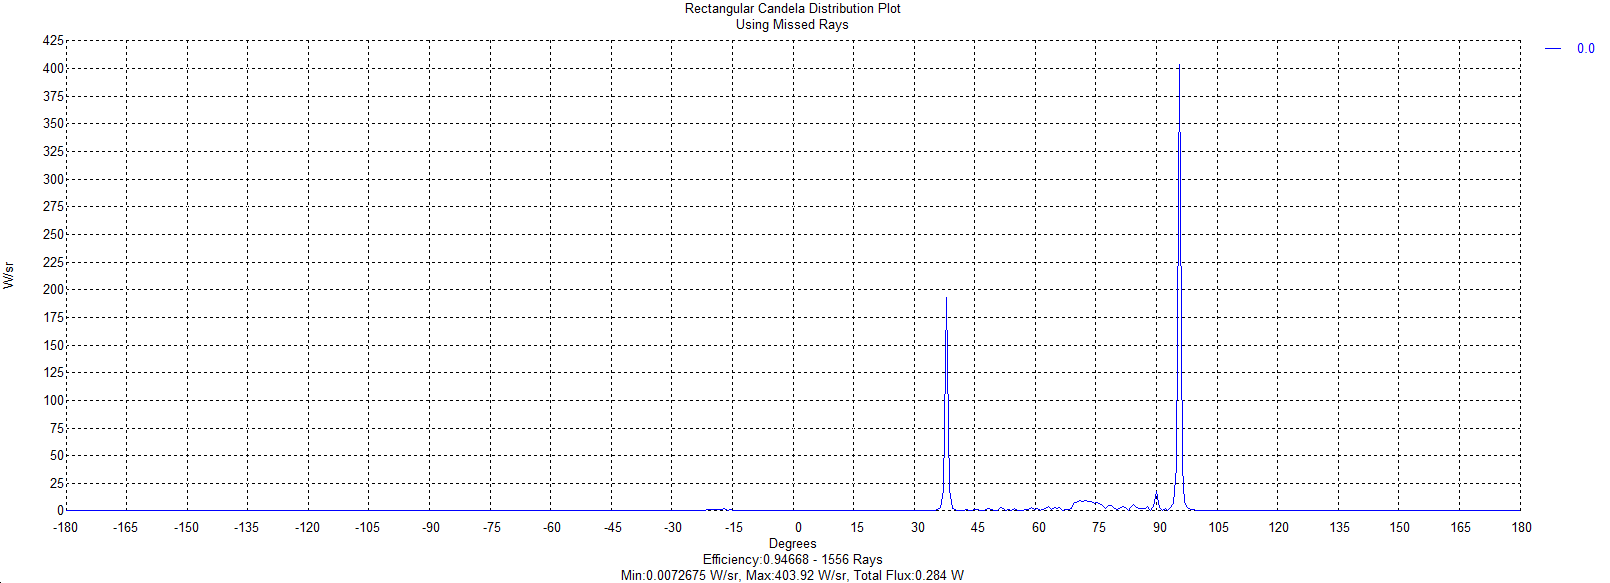 Rectangular Candela Distribution Plot
Using Missed Rays
0.0
425
400
375
350
325
300
275
250
225
200
175
150
125
100
75
50
25
0
W/sr
-180 -165 -150 -135 -120 -105 -90 -75 -60 -45 -30 -15 0 15 30 45 60 75 90 105 120 135 150 165 180
Degrees
Efficiency:0.94668 - 1556 Rays
Min:0.0072675 W/sr, Max:403.92 W/sr, Total Flux:0.284 W